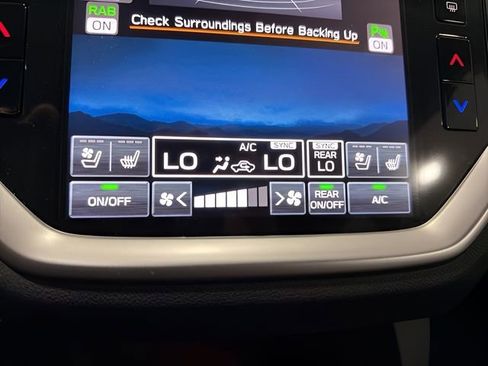 RAB
ON
Check Surroundings Before Backing Up
ON
A/C SYNC
LO LO
SYNC
REAR
LO
ON/OFF
< >
REAR
ON/OFF
A/C